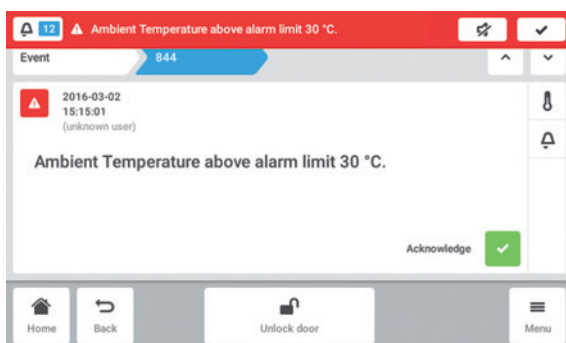 12 Ambient Temperature above alarm limit 30 °C.
Event 844
2016-03-02
15:15:01
(unknown user)
Ambient Temperature above alarm limit 30 °C.
Acknowledge
Home Back Unlock door Menu